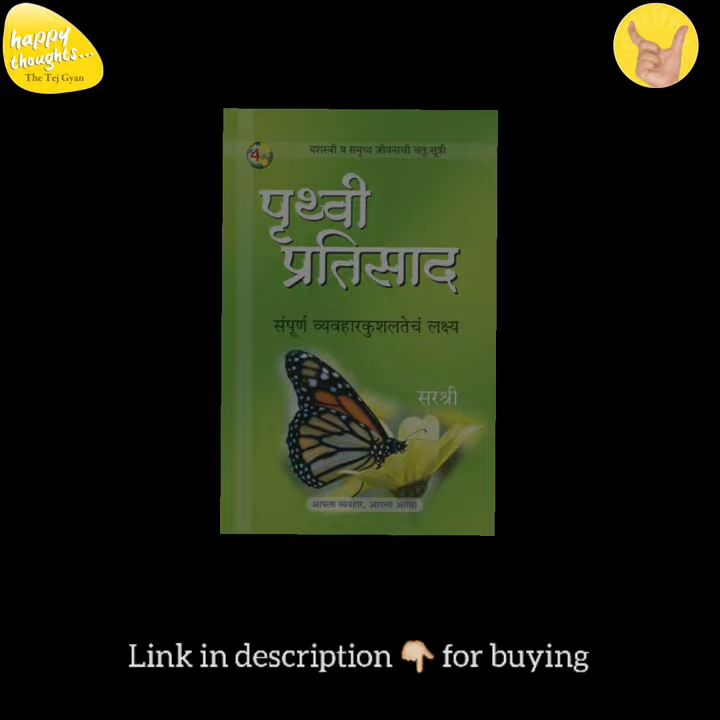 happy
thoughts...
The Tej Gyan
4
यशस्वी व समृध्द जीवनाची चतु:सूत्री
पृथ्वी
प्रतिसाद
संपूर्ण व्यवहारकुशलतेचं लक्ष्य
सरश्री
आपला व्यवहार, आपला आरसा
Link in description 👇🏻 for buying